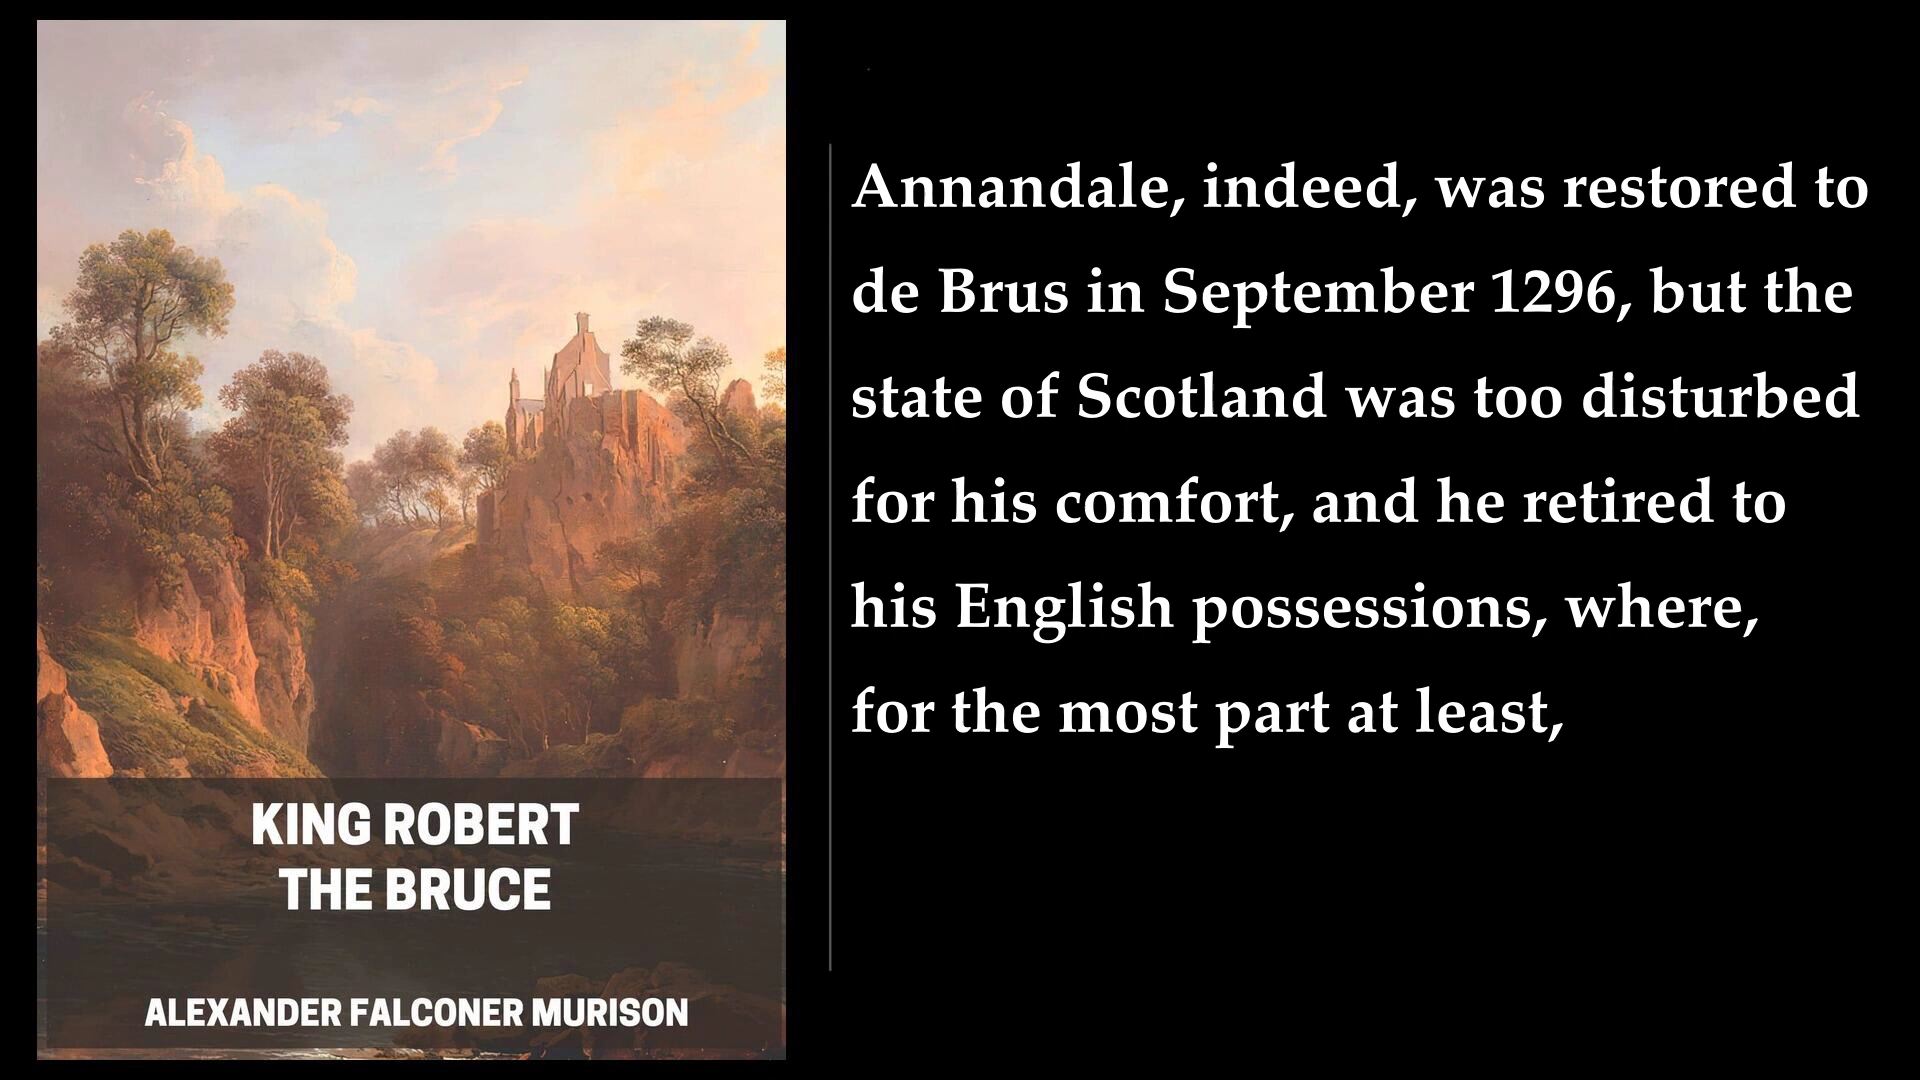 KING ROBERT
THE BRUCE
ALEXANDER FALCONER MURISON
Annandale, indeed, was restored to
de Brus in September 1296, but the
state of Scotland was too disturbed
for his comfort, and he retired to
his English possessions, where,
for the most part at least,